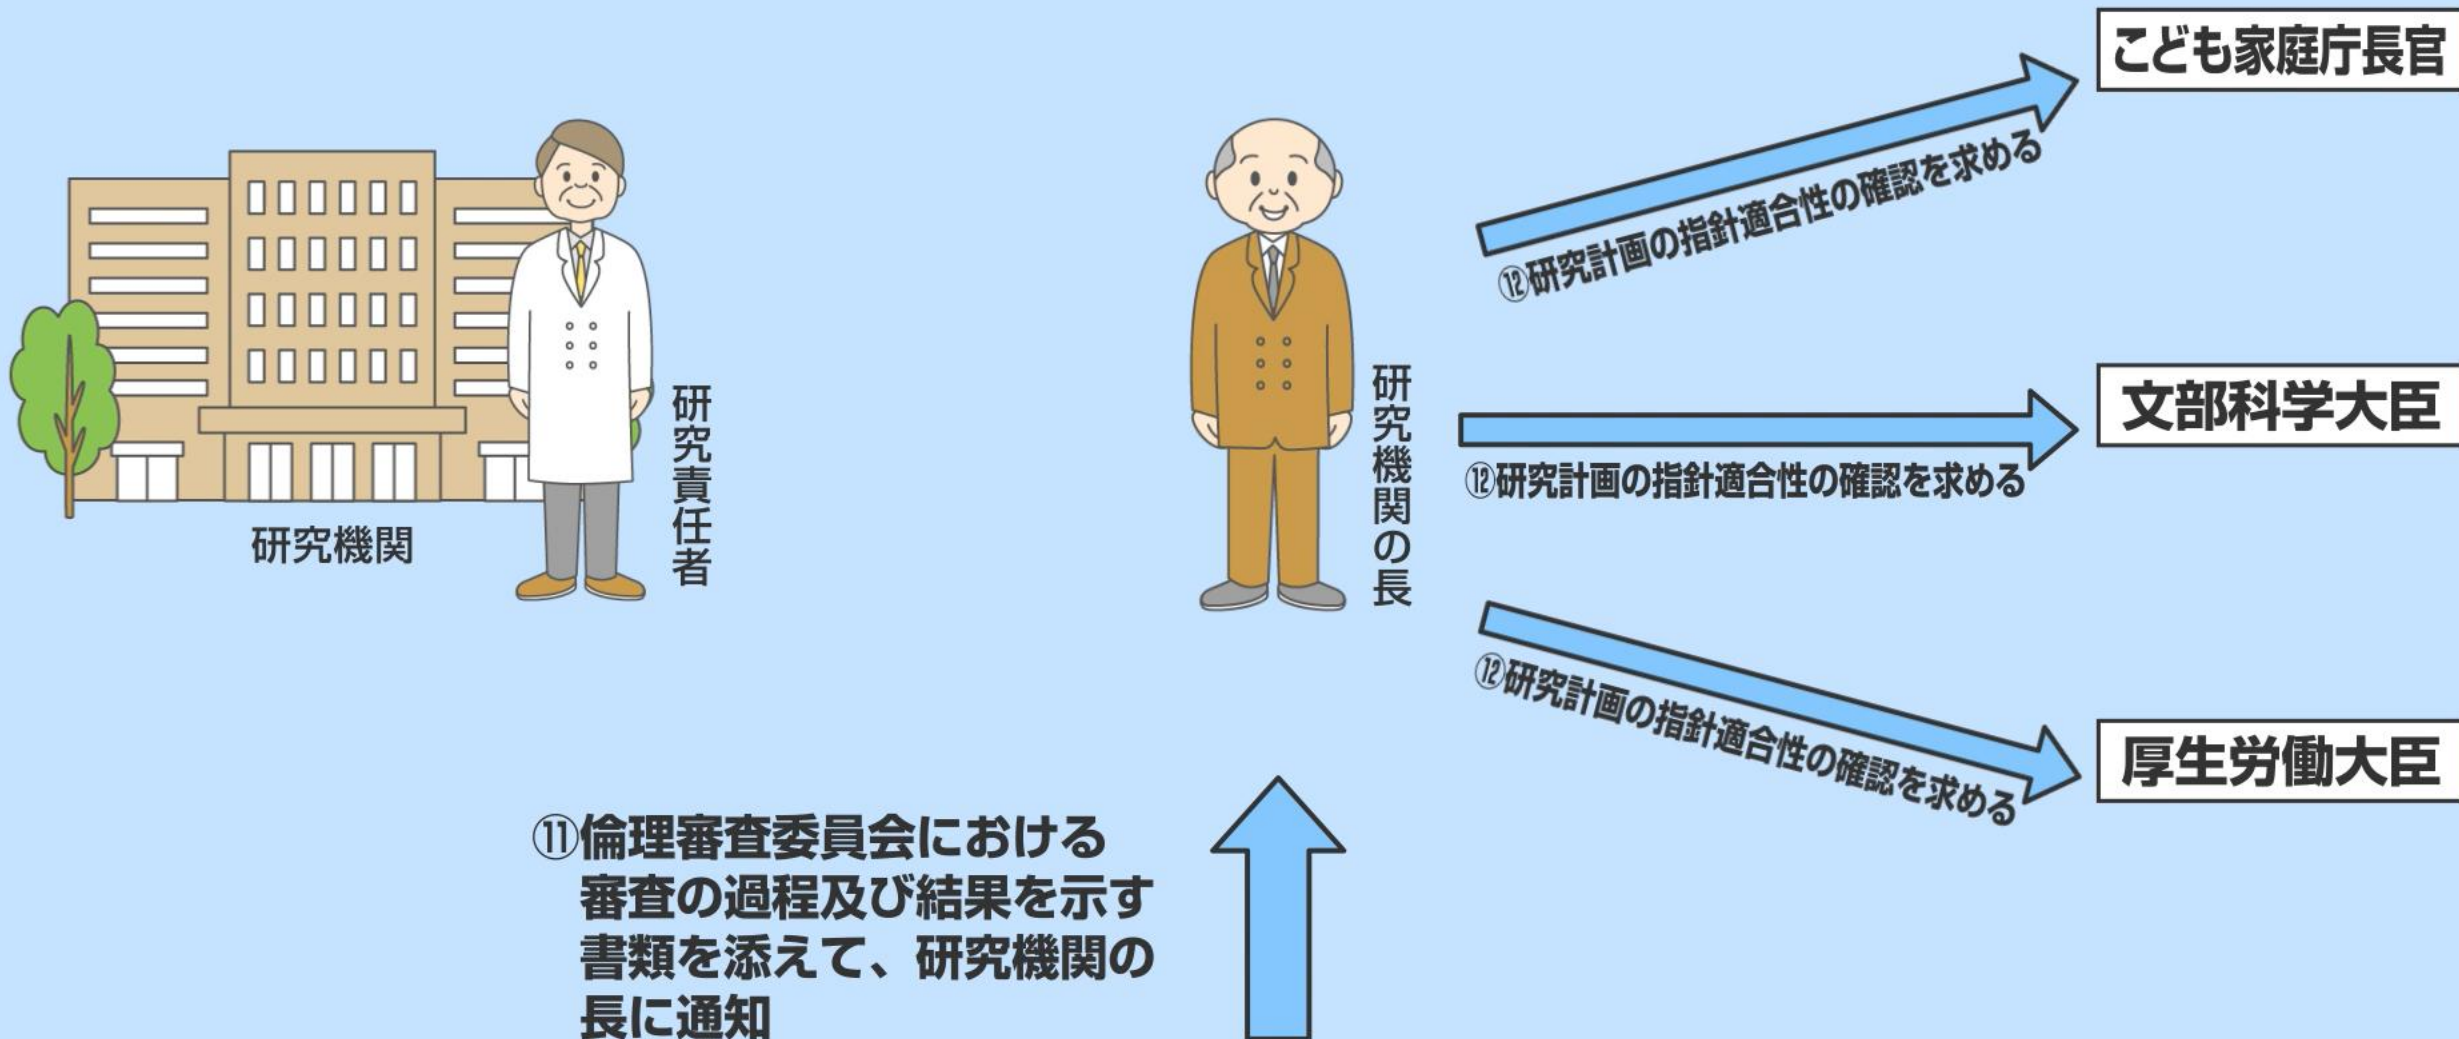 こども家庭庁長官
⑫研究計画の指針適合性の確認を求める
研究機関
研究責任者
研究機関の長
文部科学大臣
⑫研究計画の指針適合性の確認を求める
厚生労働大臣
⑫研究計画の指針適合性の確認を求める
⑪倫理審査委員会における
審査の過程及び結果を示す
書類を添えて、研究機関の
長に通知